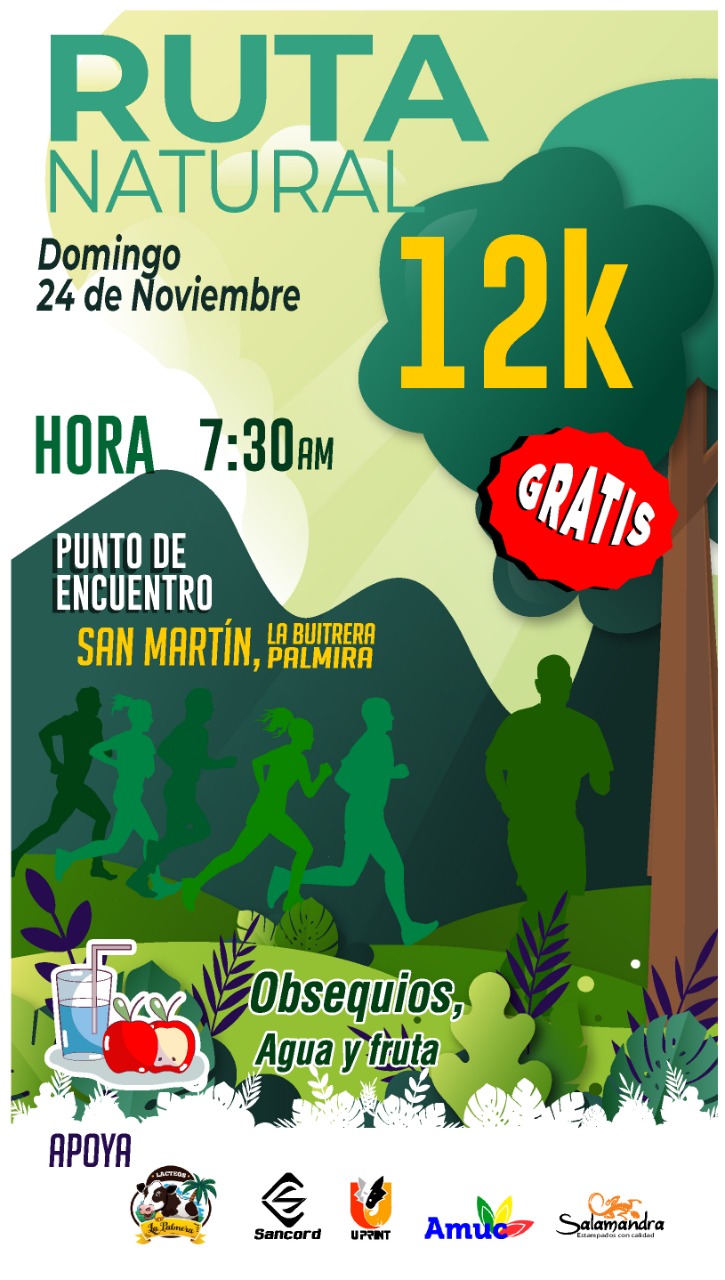 RUTA
NATURAL
Domingo
24 de Noviembre
12k
HORA 7:30AM
GRATIS
PUNTO DE
ENCUENTRO
SAN MARTÍN, LA BUITRERA
PALMIRA
Obsequios,
Agua y fruta
APOYA
LACTEOS
La Palmera
Sancord
U PRINT
Amuc
Salamandra
Estampados con calidad